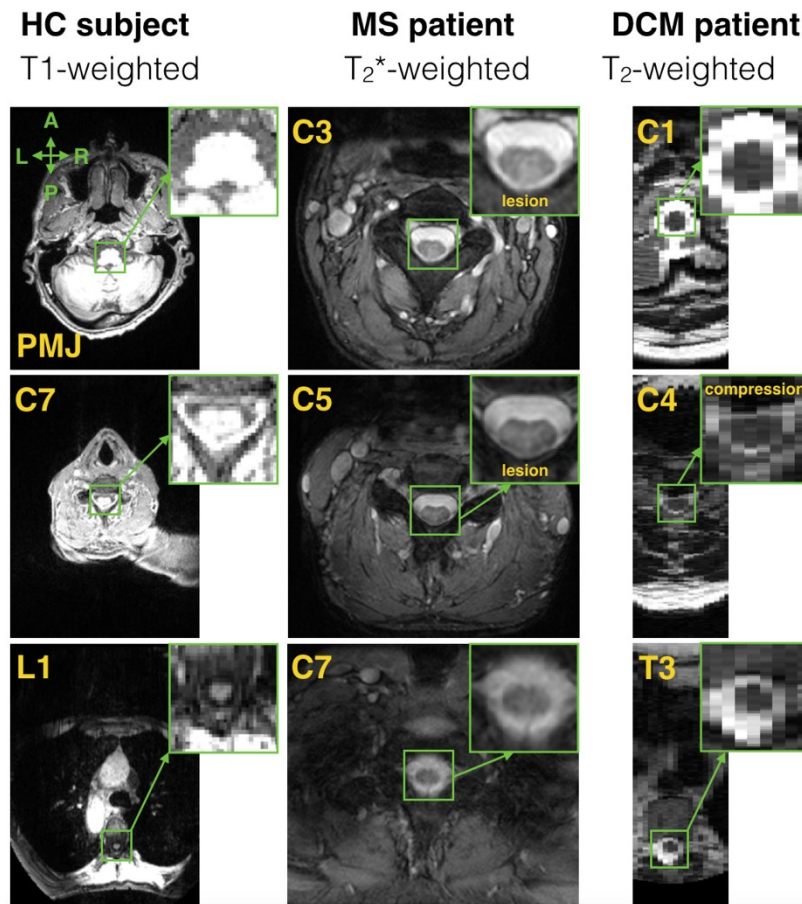 HC subject
T1-weighted
MS patient
T₂*-weighted
DCM patient
T₂-weighted
A
L R
P
PMJ
C3
lesion
C1
C7
C5
lesion
C4
compression
L1
C7
T3